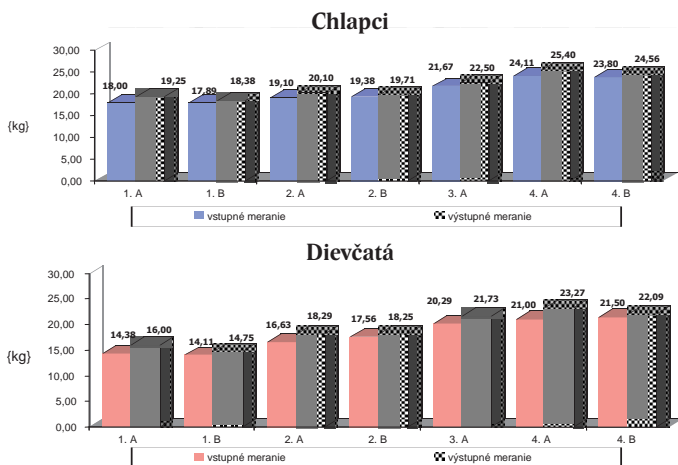 Chlapci
30,00
25,00
20,00
15,00
10,00
5,00
0,00
{kg}
18,00 19,25 17,89 18,38 19,10 20,10 19,38 19,71 21,67 22,50 24,11 25,40 23,80 24,56
1. A 1. B 2. A 2. B 3. A 4. A 4. B
vstupné meranie výstupné meranie
Dievčatá
30,00
25,00
20,00
15,00
10,00
5,00
0,00
{kg}
14,38 16,00 14,11 14,75 16,63 18,29 17,56 18,25 20,29 21,73 21,00 23,27 21,50 22,09
1. A 1. B 2. A 2. B 3. A 4. A 4. B
vstupné meranie výstupné meranie